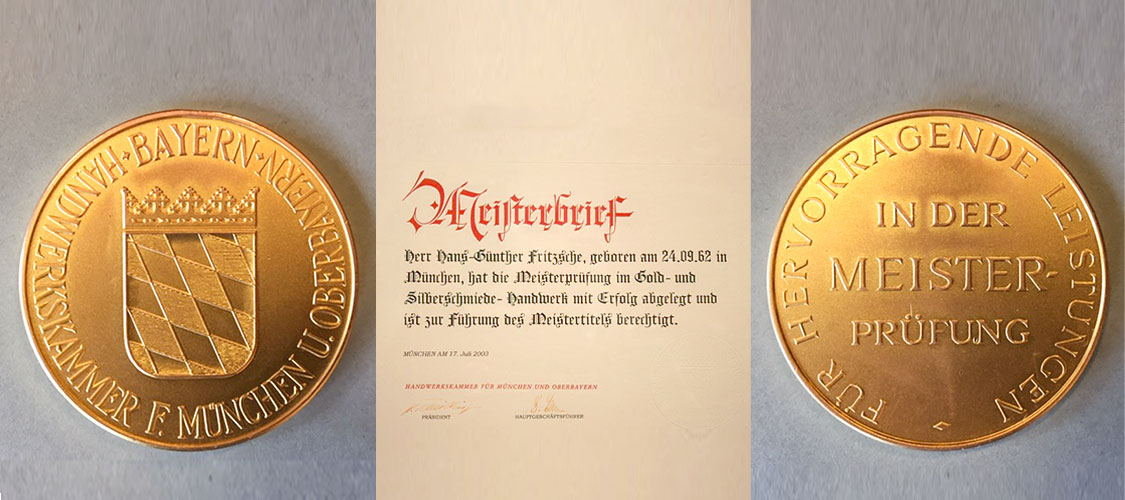 HANDWERKSKAMMER F. MÜNCHEN U. OBERBAYERN · BAYERN ·
Meisterbrief
Herr Hans-Günther Fritzsche, geboren am 24.09.62 in
München, hat die Meisterprüfung im Gold- und
Silberschmiede- Handwerk mit Erfolg abgelegt und
ist zur Führung des Meistertitels berechtigt.
MÜNCHEN AM 17. Juli 2003
HANDWERKSKAMMER FÜR MÜNCHEN UND OBERBAYERN
PRÄSIDENT HAUPTGESCHÄFTSFÜHRER
FÜR HERVORRAGENDE LEISTUNGEN
IN DER
MEISTER-
PRÜFUNG